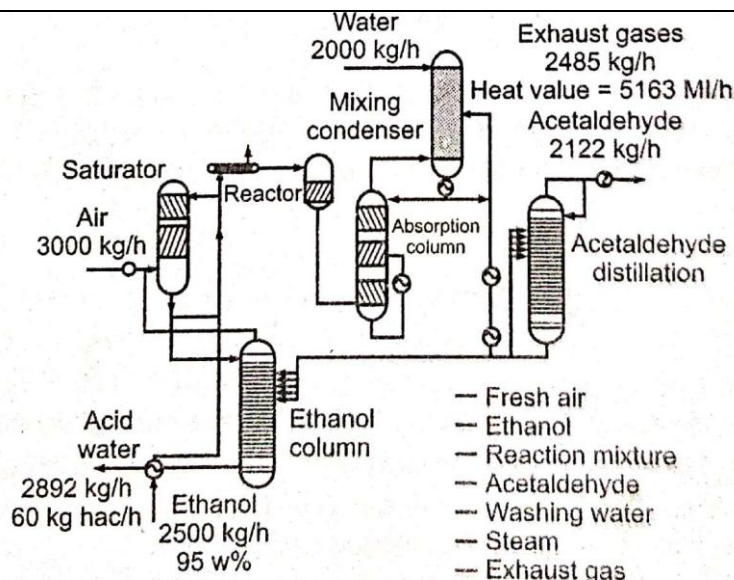 Water
2000 kg/h
Exhaust gases
2485 kg/h
Heat value = 5163 MI/h
Mixing
condenser
Acetaldehyde
2122 kg/h
Saturator
Reactor
Air
3000 kg/h
Absorption
column
Acetaldehyde
distillation
Acid
water
Ethanol
column
2892 kg/h
60 kg hac/h
Ethanol
2500 kg/h
95 w%
Fresh air
Ethanol
Reaction mixture
Acetaldehyde
Washing water
Steam
Exhaust gas